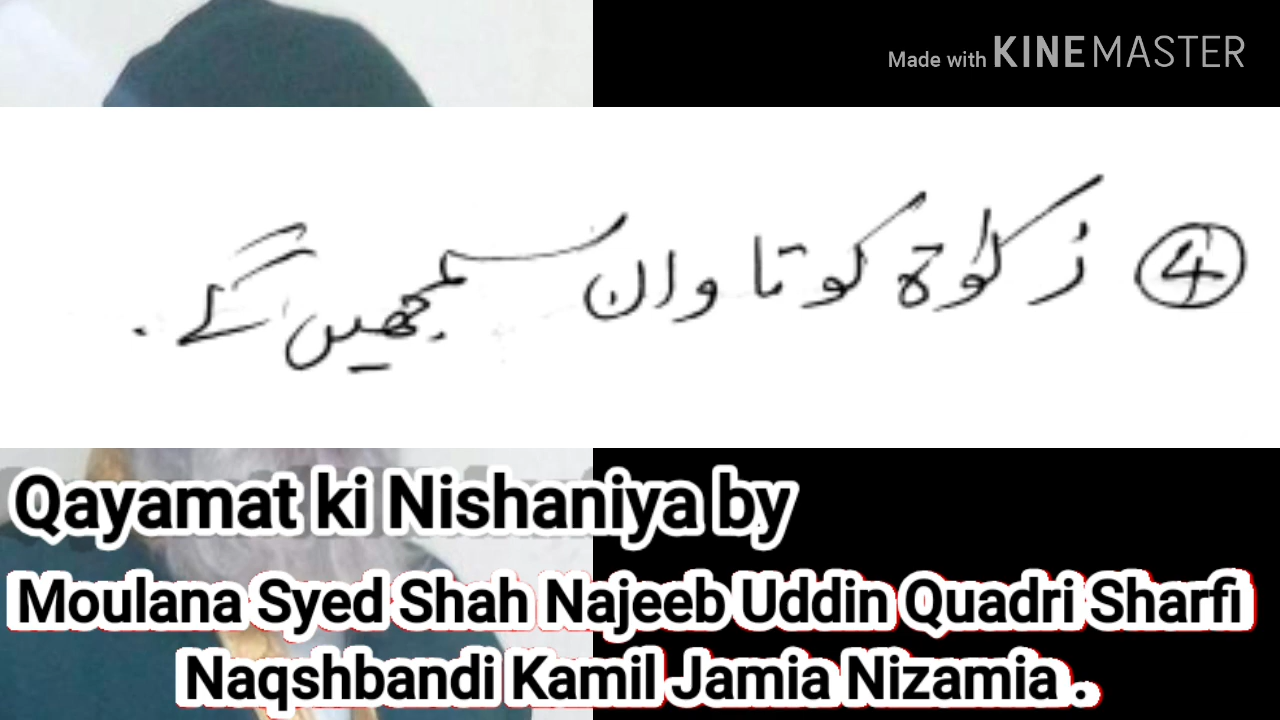 Made with KINEMASTER
④ زکوٰۃ کو تاوان سمجھیں گے .
Qayamat ki Nishaniya by
Moulana Syed Shah Najeeb Uddin Quadri Sharfi
Naqshbandi Kamil Jamia Nizamia .